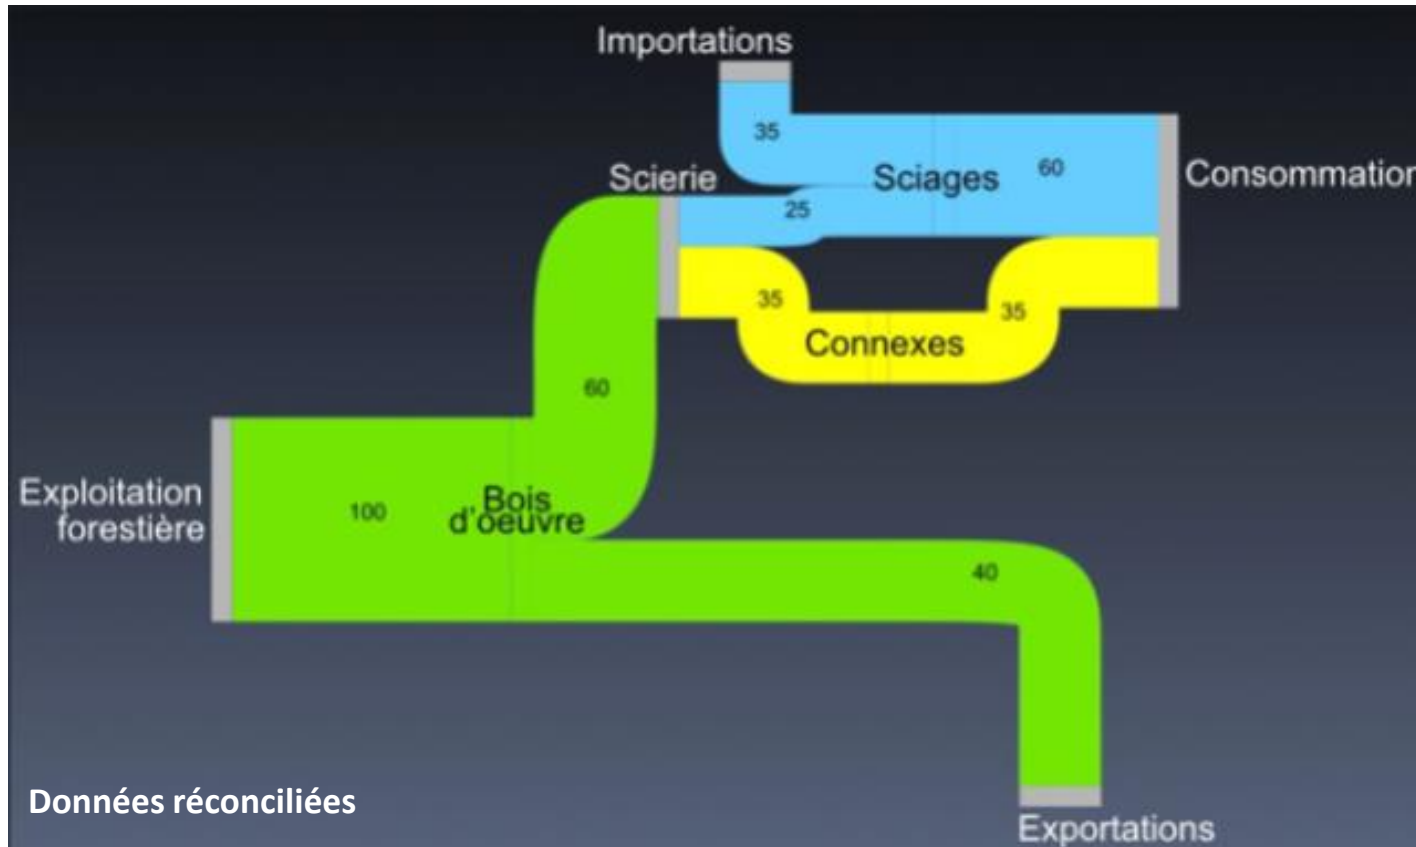 Importations
35
Scierie
Sciages
60
Consommation
25
35
35
Connexes
60
Exploitation
forestière
100
Bois
d'oeuvre
40
Données réconciliées
Exportations